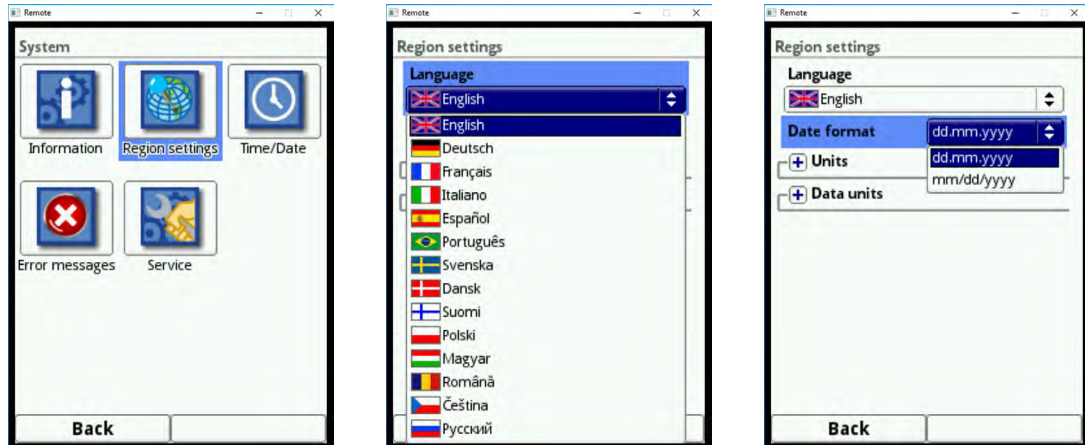 Remote
System
Information
Region settings
Time/Date
Error messages
Service
Back
Remote
Region settings
Language
English
English
Deutsch
Français
Italiano
Español
Português
Svenska
Dansk
Suomi
Polski
Magyar
Română
Čeština
Русский
Remote
Region settings
Language
English
Date format
dd.mm.yyyy
dd.mm.yyyy
mm/dd/yyyy
Units
Data units
Back